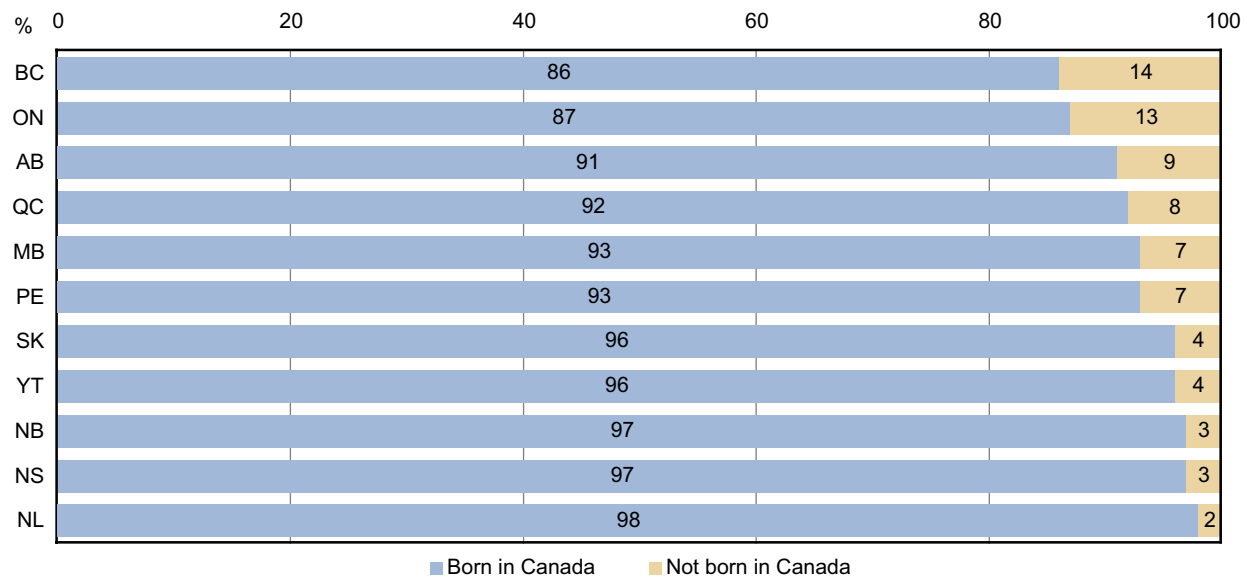 % 0 20 40 60 80 100
BC 86 14
ON 87 13
AB 91 9
QC 92 8
MB 93 7
PE 93 7
SK 96 4
YT 96 4
NB 97 3
NS 97 3
NL 98 2
Born in Canada Not born in Canada